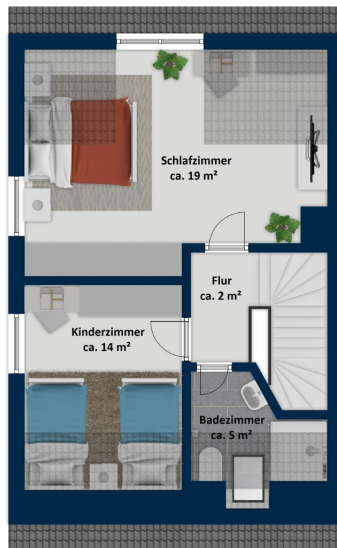 Schlafzimmer
ca. 19 m²
Flur
ca. 2 m²
Kinderzimmer
ca. 14 m²
Badezimmer
ca. 5 m²